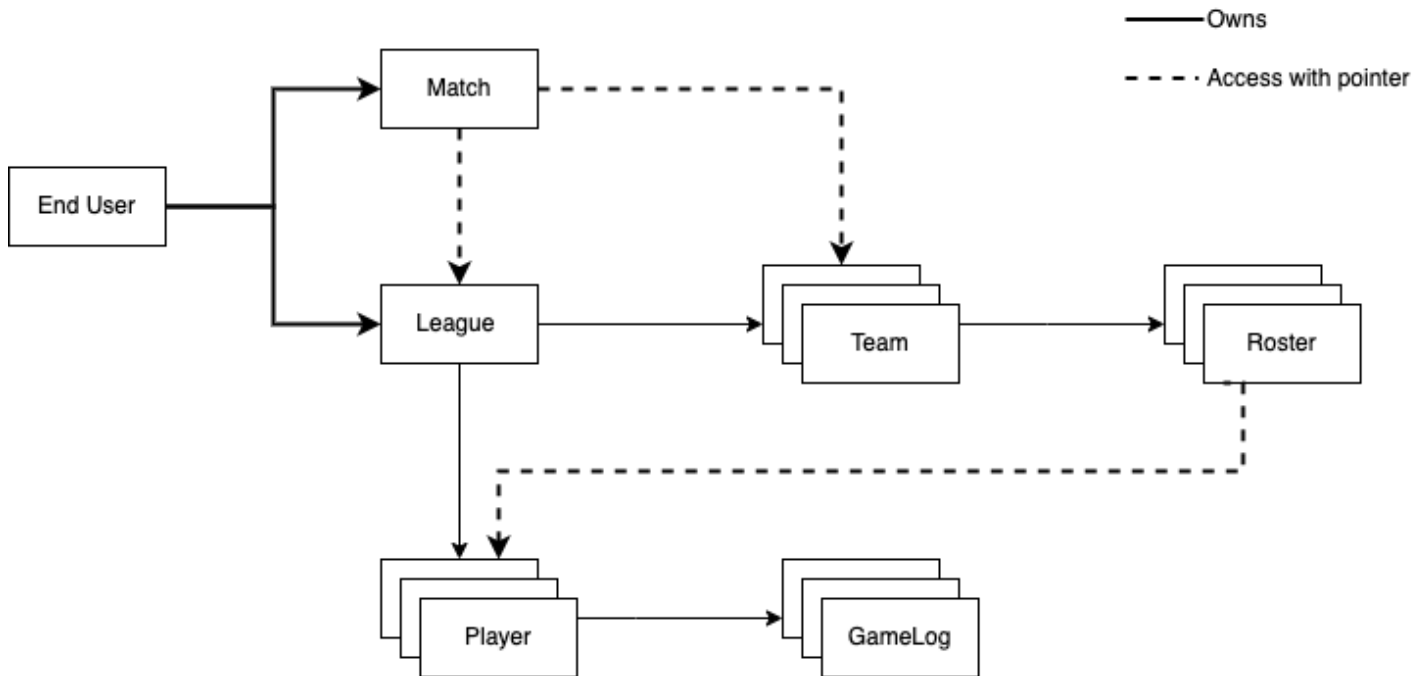 Owns
Match
Access with pointer
End User
League
Team
Roster
Player
GameLog